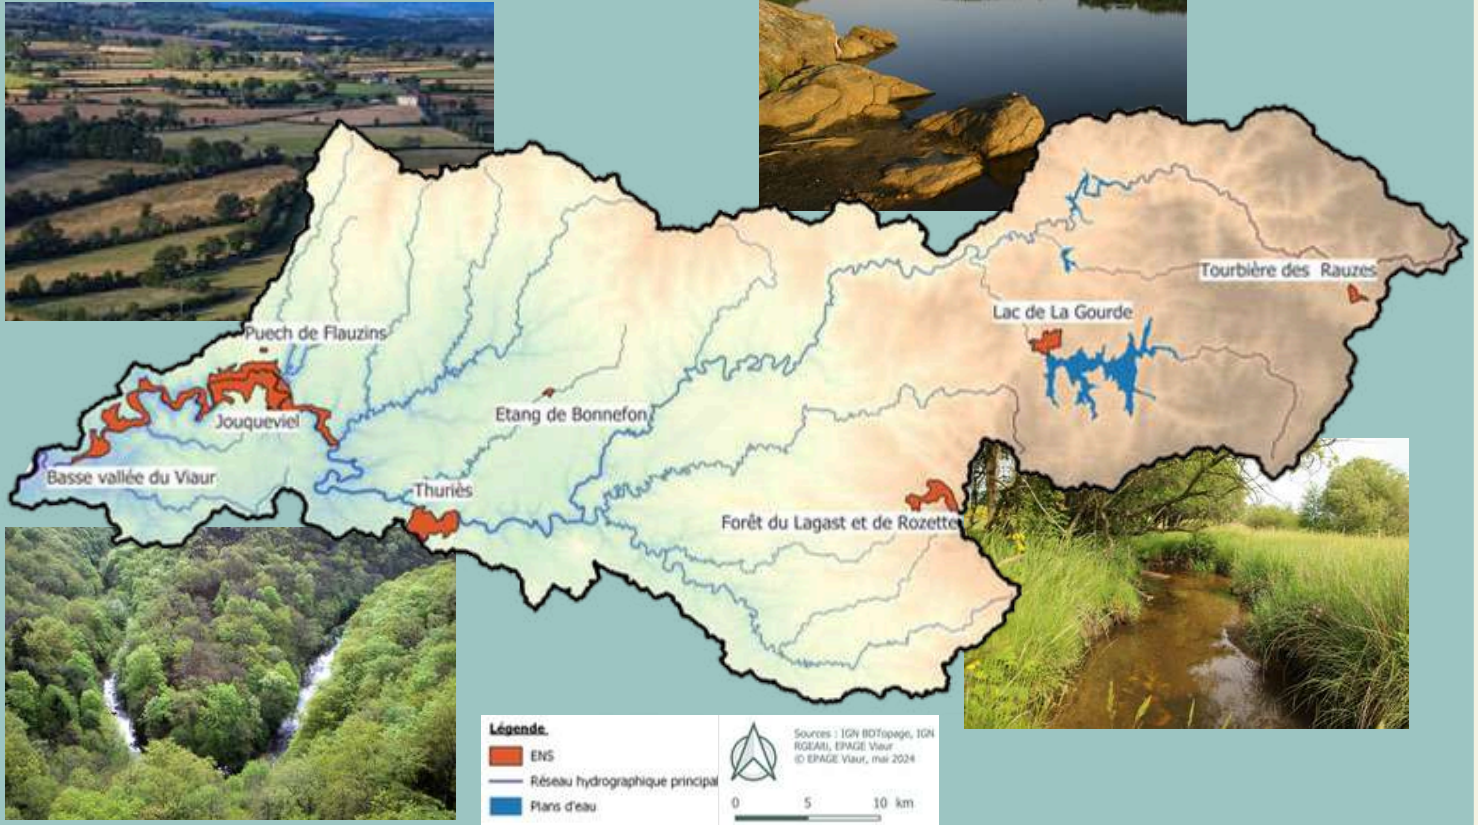 Tourbière des Rauzes
Lac de La Gourde
Puech de Flauzins
Jouqueviel
Etang de Bonnefon
Basse vallée du Viaur
Thuriès
Forêt du Lagast et de Rozette
Légende
ENS
Réseau hydrographique principal
Plans d'eau
Sources : IGN BDTopage, IGN
RGEAlti, EPAGE Viaur
© EPAGE Viaur, mai 2024
0 5 10 km